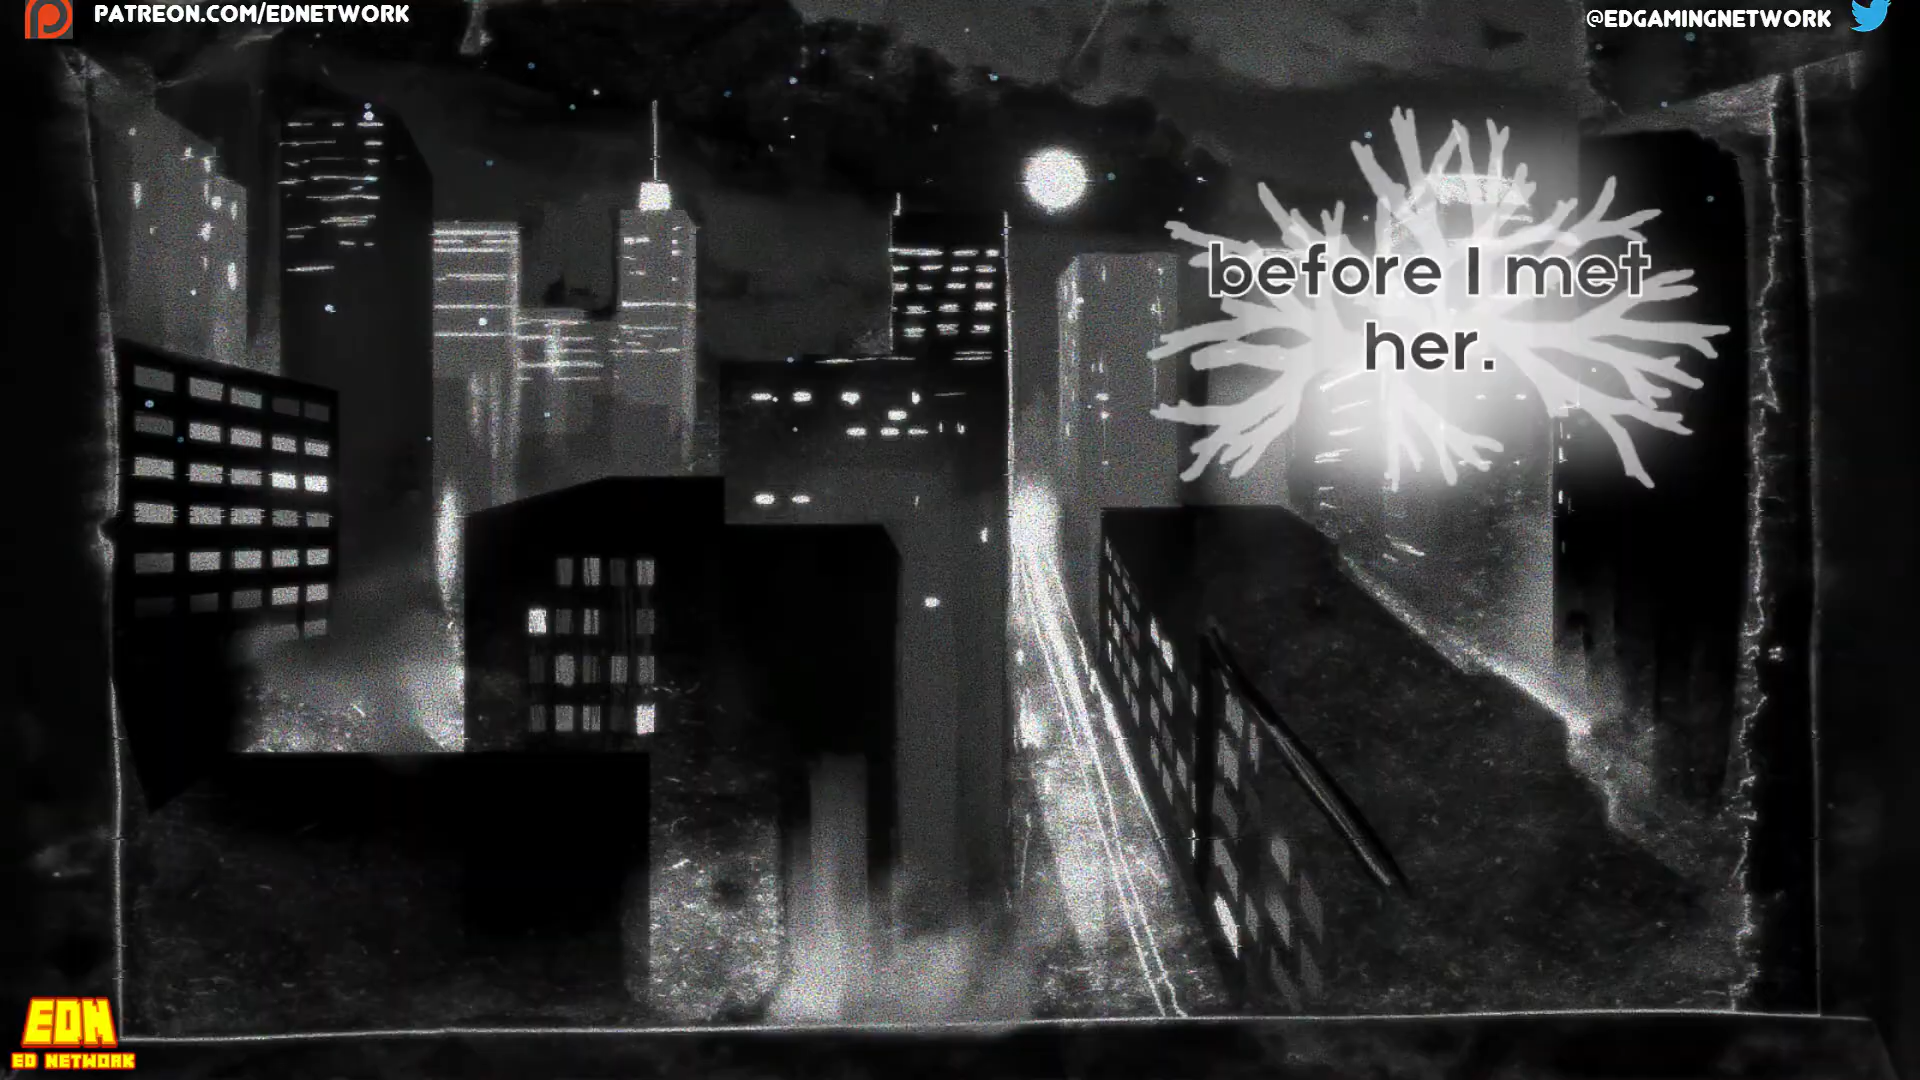 PATREON.COM/EDNETWORK
@EDGAMINGNETWORK
before I met
her.
EDN
ED NETWORK